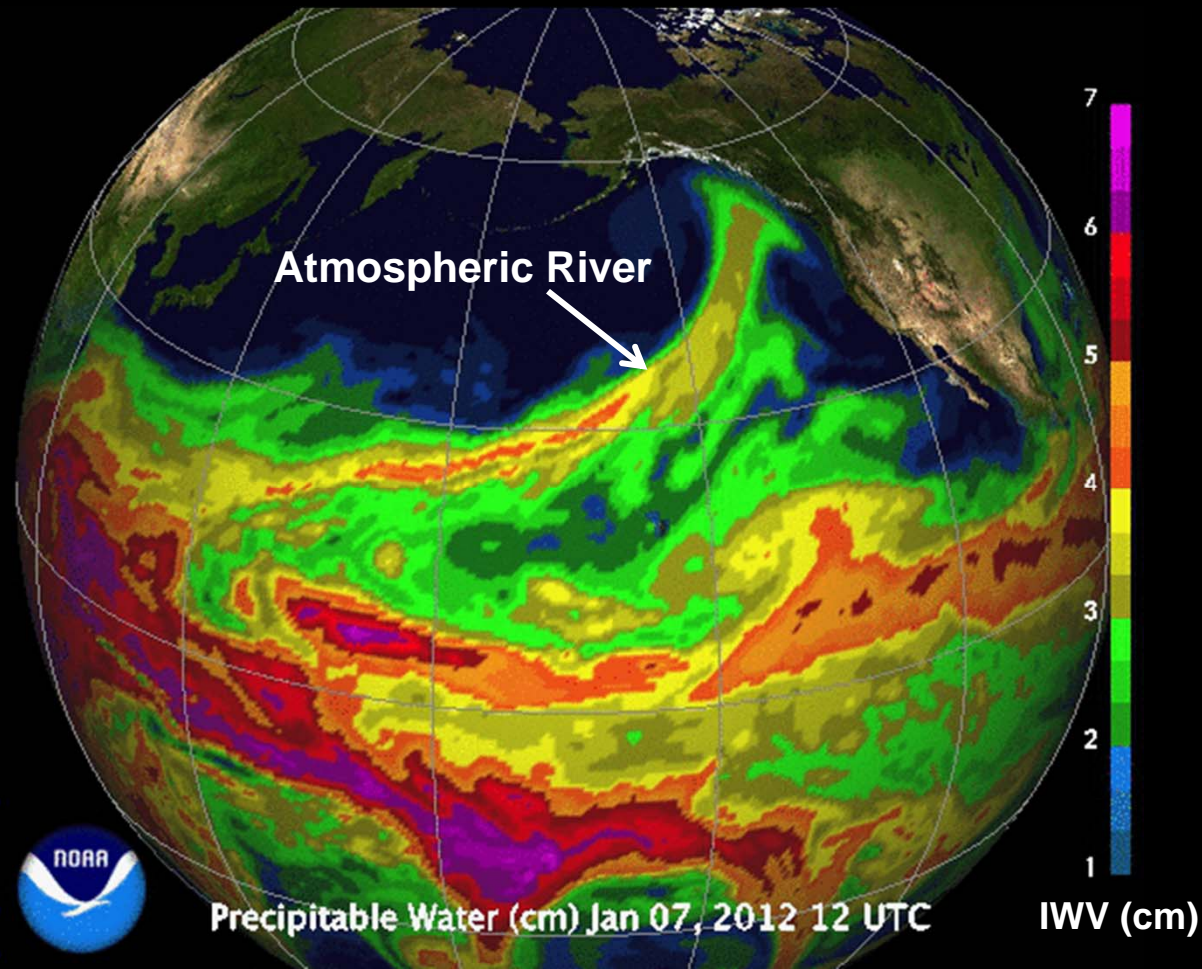 Atmospheric River
7
6
5
4
3
2
1
NOAA
Precipitable Water (cm) Jan 07, 2012 12 UTC
IWV (cm)